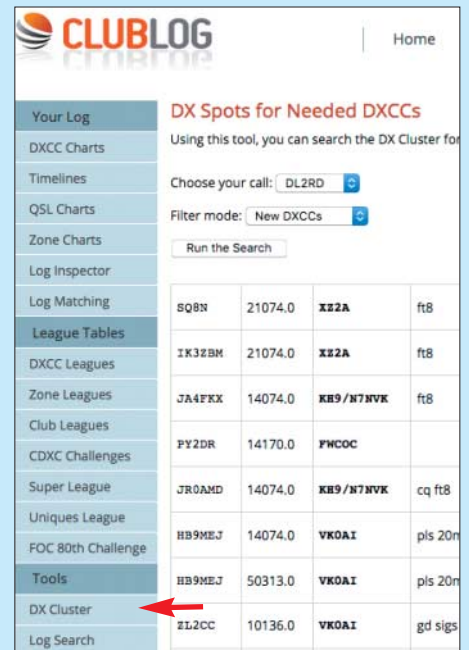 CLUBLOG
Home
Your Log
DXCC Charts
Timelines
QSL Charts
Zone Charts
Log Inspector
Log Matching
League Tables
DXCC Leagues
Zone Leagues
Club Leagues
CDXC Challenges
Super League
Uniques League
FOC 80th Challenge
Tools
DX Cluster
Log Search
DX Spots for Needed DXCCs
Using this tool, you can search the DX Cluster for
Choose your call: DL2RD
Filter mode: New DXCCs
Run the Search
SQ8N 21074.0 XZ2A ft8
IK3ZBM 21074.0 XZ2A ft8
JA4FKX 14074.0 KH9/N7NVK ft8
PY2DR 14170.0 FWCOC
JR0AMD 14074.0 KH9/N7NVK cq ft8
HB9MEJ 14074.0 VK0AI pls 20m
HB9MEJ 50313.0 VK0AI pls 20m
ZL2CC 10136.0 VK0AI gd sigs